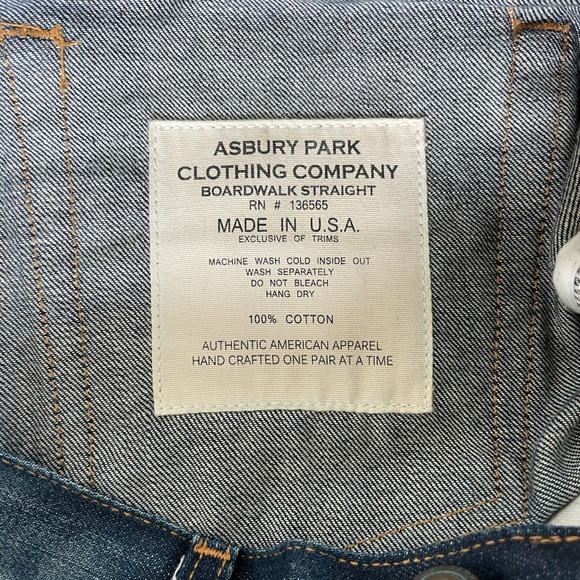 ASBURY PARK
CLOTHING COMPANY
BOARDWALK STRAIGHT
RN # 136565
MADE IN U.S.A.
EXCLUSIVE OF TRIMS
MACHINE WASH COLD INSIDE OUT
WASH SEPARATELY
DO NOT BLEACH
HANG DRY
100% COTTON
AUTHENTIC AMERICAN APPAREL
HAND CRAFTED ONE PAIR AT A TIME